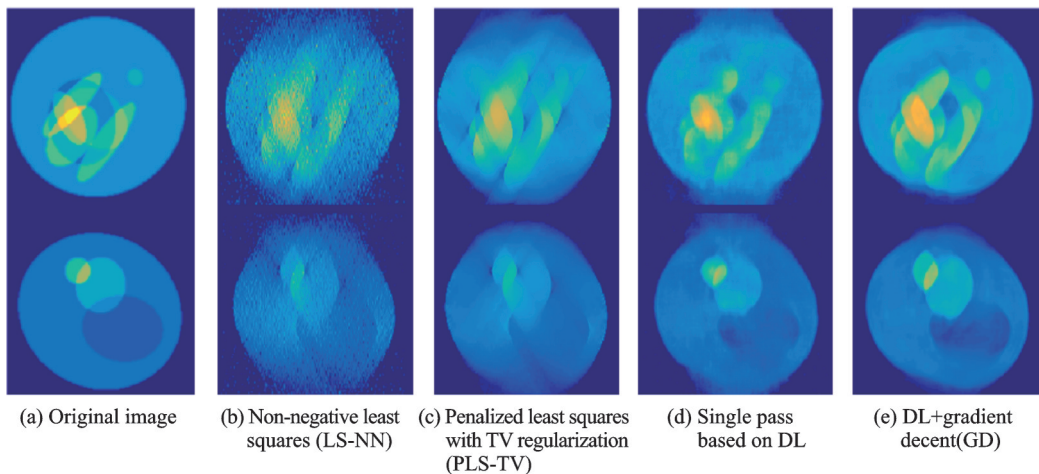 (a) Original image
(b) Non-negative least
squares (LS-NN)
(c) Penalized least squares
with TV regularization
(PLS-TV)
(d) Single pass
based on DL
(e) DL+gradient
decent(GD)